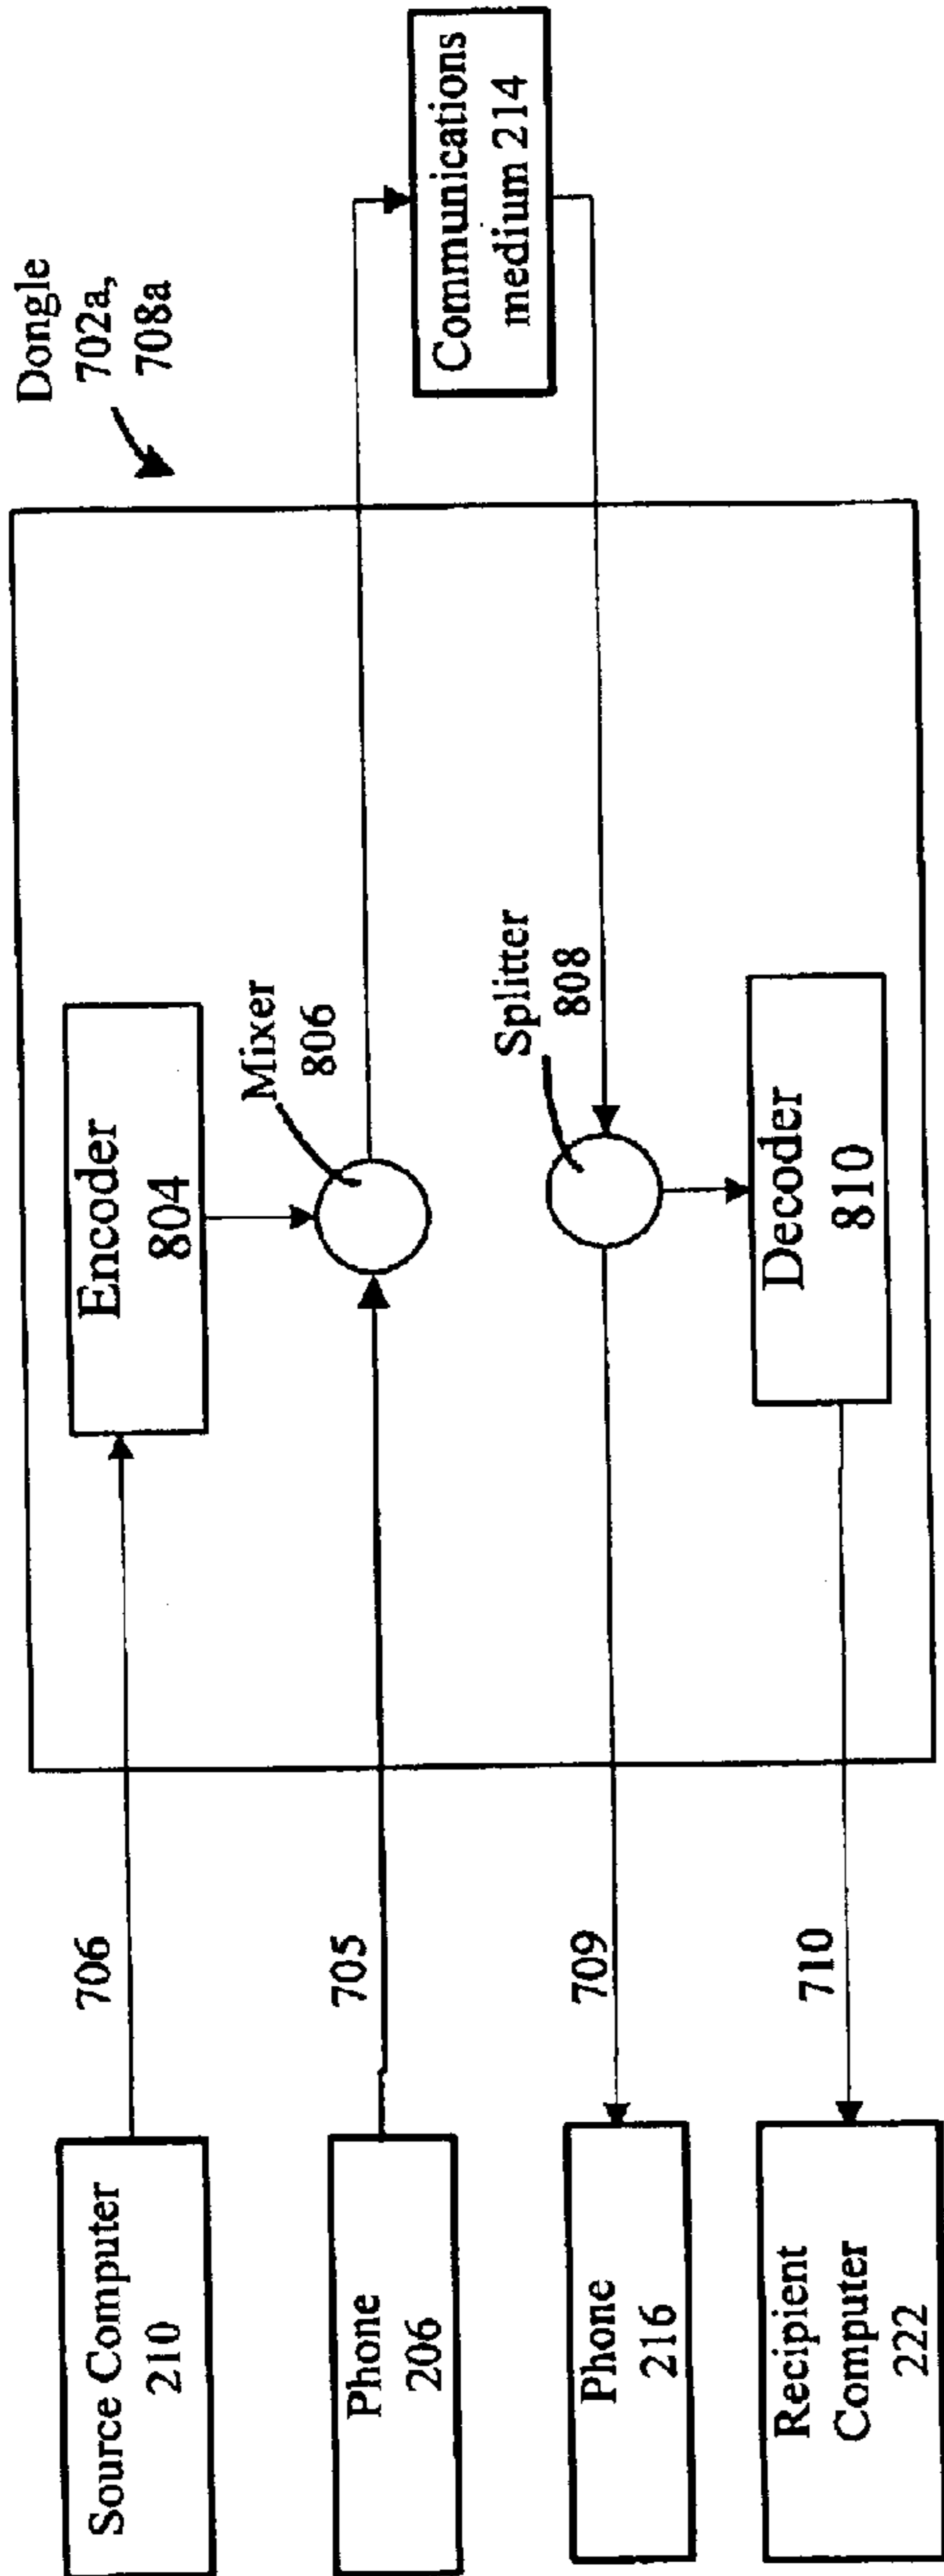 Source Computer
210
Phone
206
Phone
216
Recipient
Computer
222
706
705
709
710
Encoder
804
Mixer
806
Splitter
808
Decoder
810
Dongle
702a,
708a
Communications
medium 214